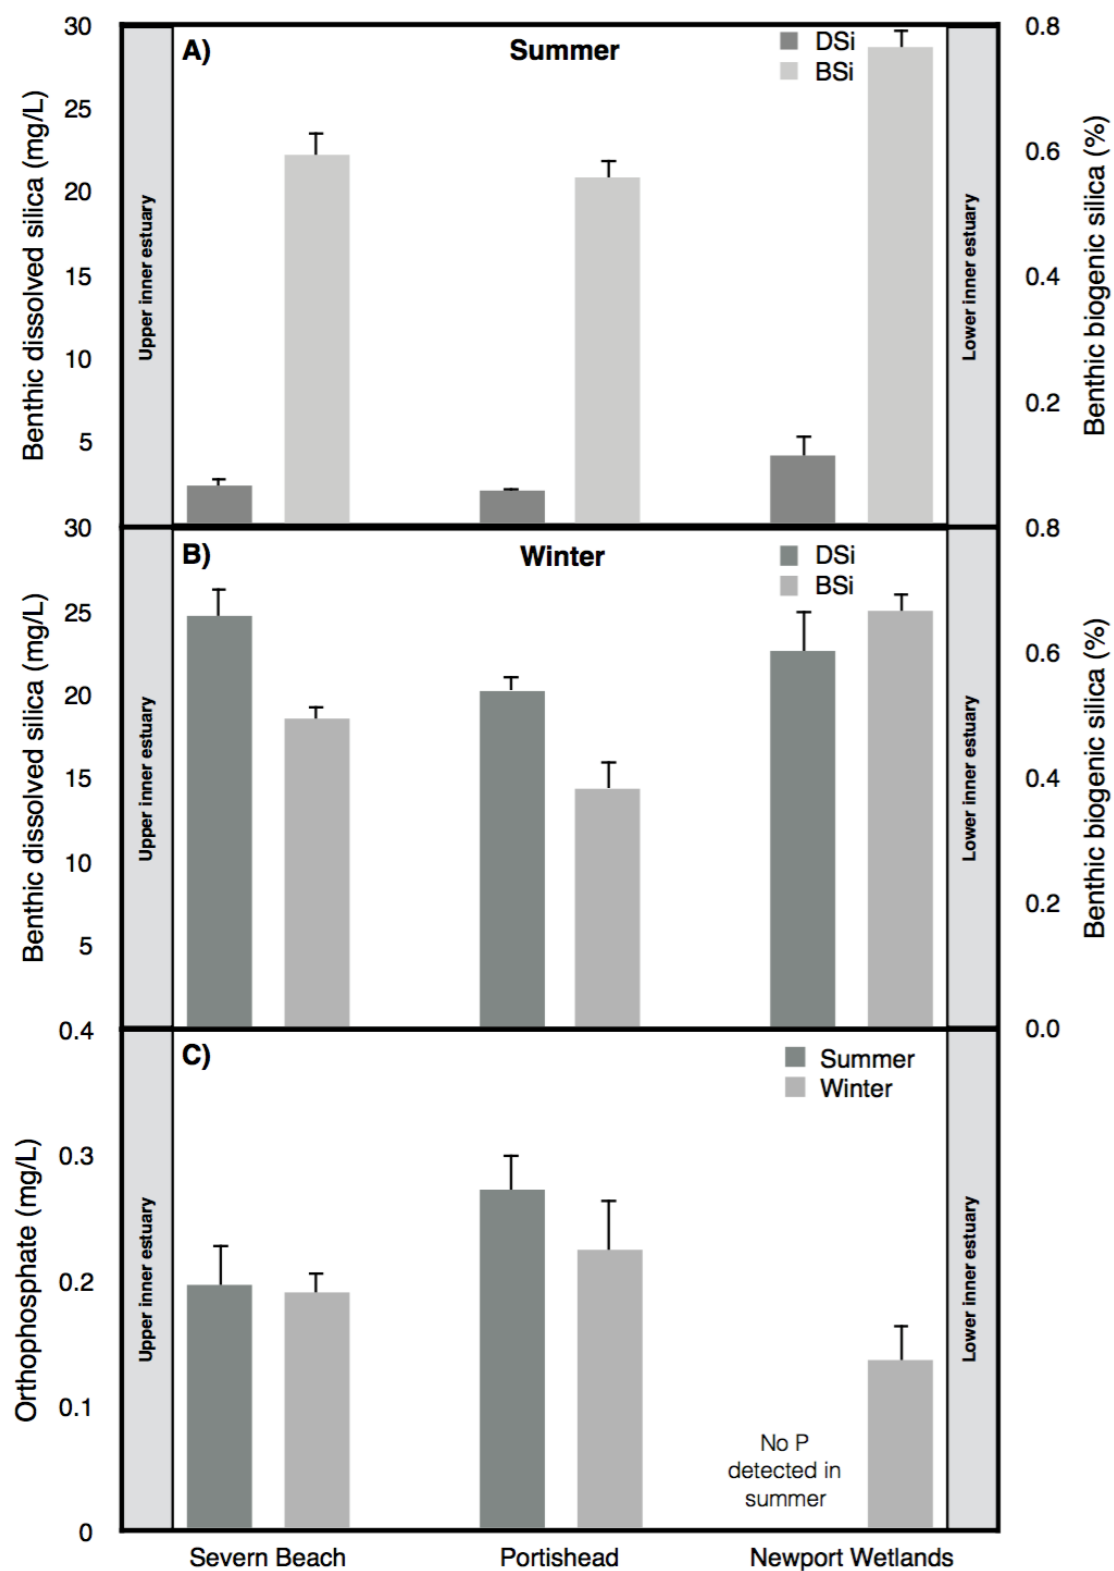 30
25
20
15
10
5
Benthic dissolved silica (mg/L)
Upper inner estuary
A)
Summer
DSi
BSi
Lower inner estuary
0.8
0.6
0.4
0.2
Benthic biogenic silica (%)
30
25
20
15
10
5
Benthic dissolved silica (mg/L)
Upper inner estuary
B)
Winter
DSi
BSi
Lower inner estuary
0.8
0.6
0.4
0.2
0.0
Benthic biogenic silica (%)
0.4
0.3
0.2
0.1
0
Orthophosphate (mg/L)
Upper inner estuary
C)
Summer
Winter
No P
detected in
summer
Lower inner estuary
Severn Beach
Portishead
Newport Wetlands